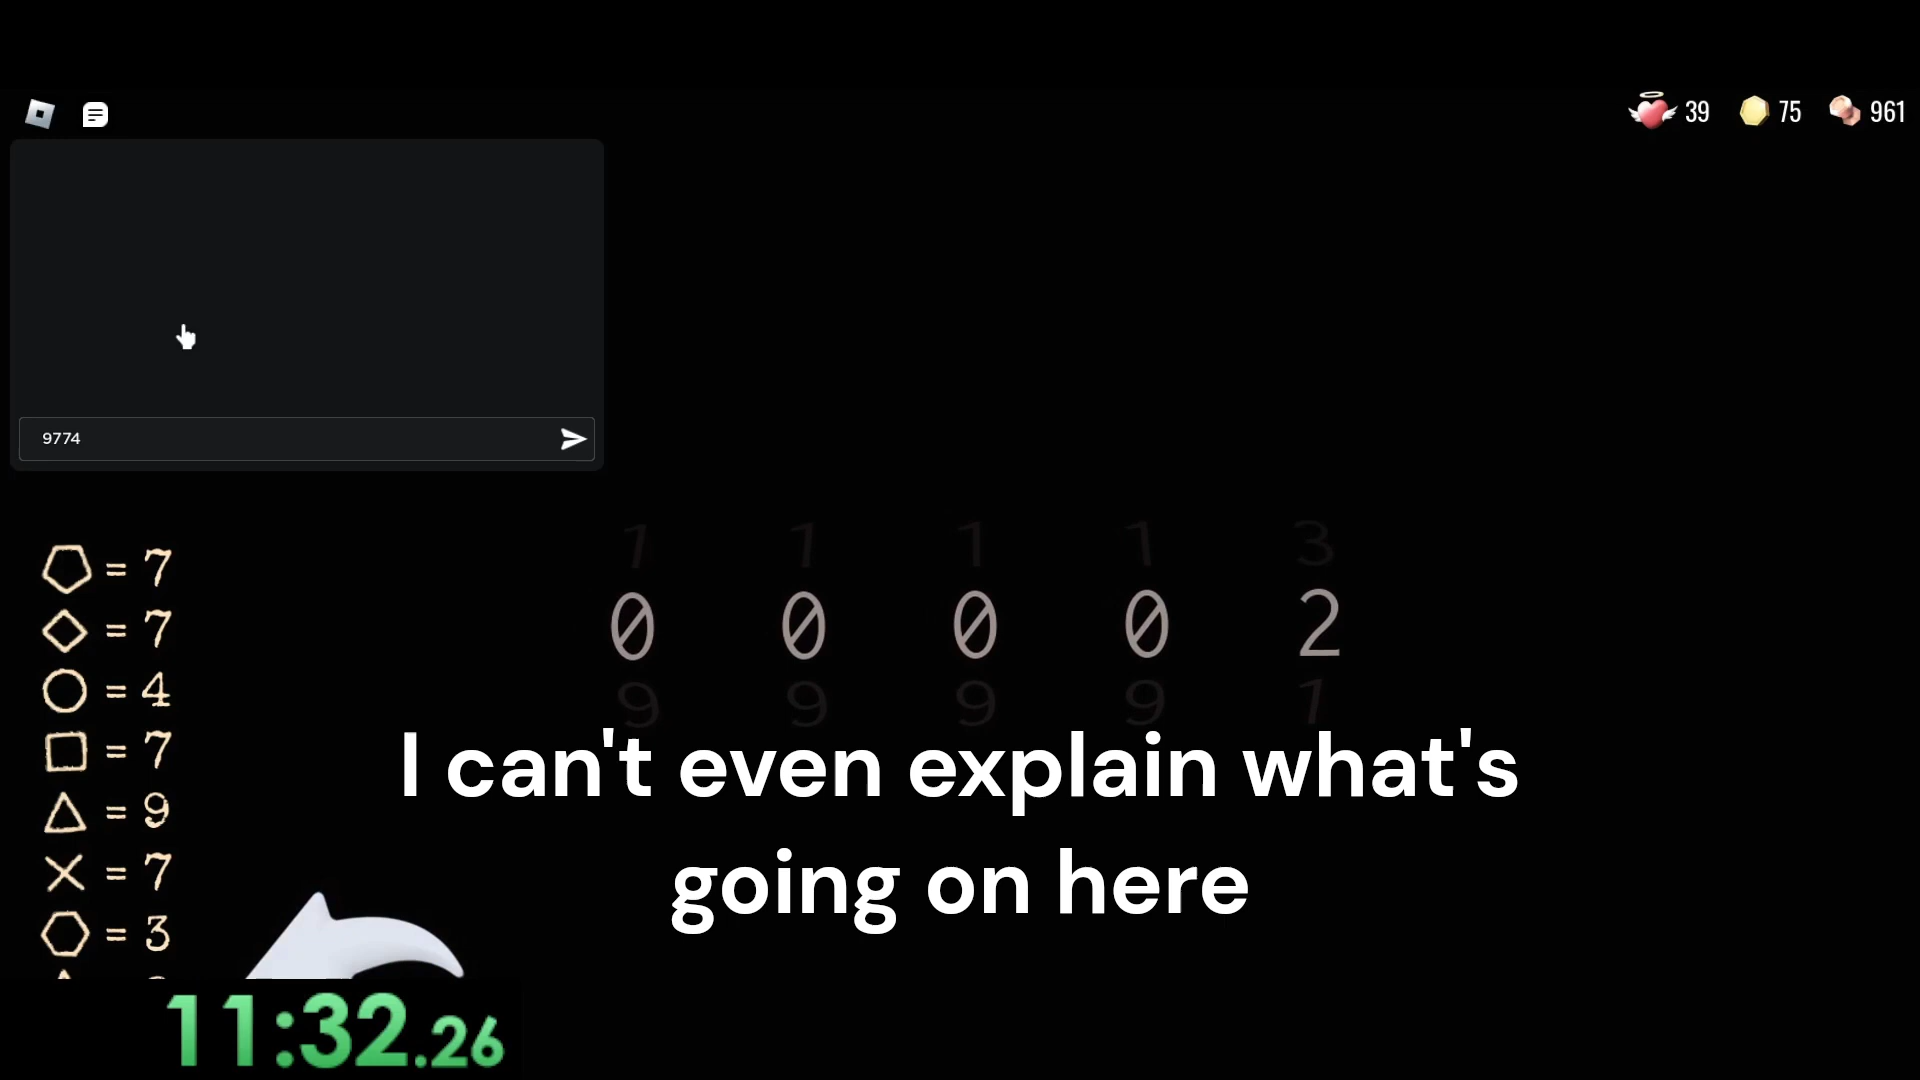 39 75 961
9774
⬠ = 7
◇ = 7
○ = 4
□ = 7
△ = 9
✕ = 7
⬡ = 3
1 1 1 1 3
0 0 0 0 2
9 9 9 9 1
I can't even explain what's
going on here
11:32.26